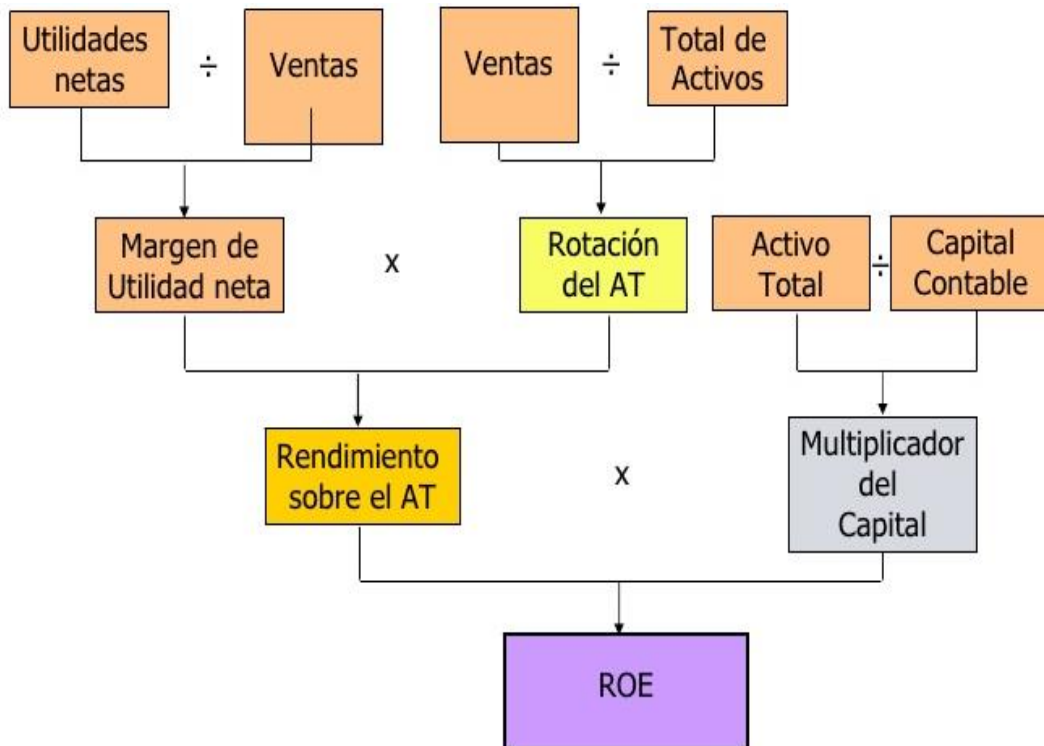 Utilidades
netas
÷
Ventas
Ventas
÷
Total de
Activos
Margen de
Utilidad neta
x
Rotación
del AT
Activo
Total
÷
Capital
Contable
Rendimiento
sobre el AT
x
Multiplicador
del
Capital
ROE